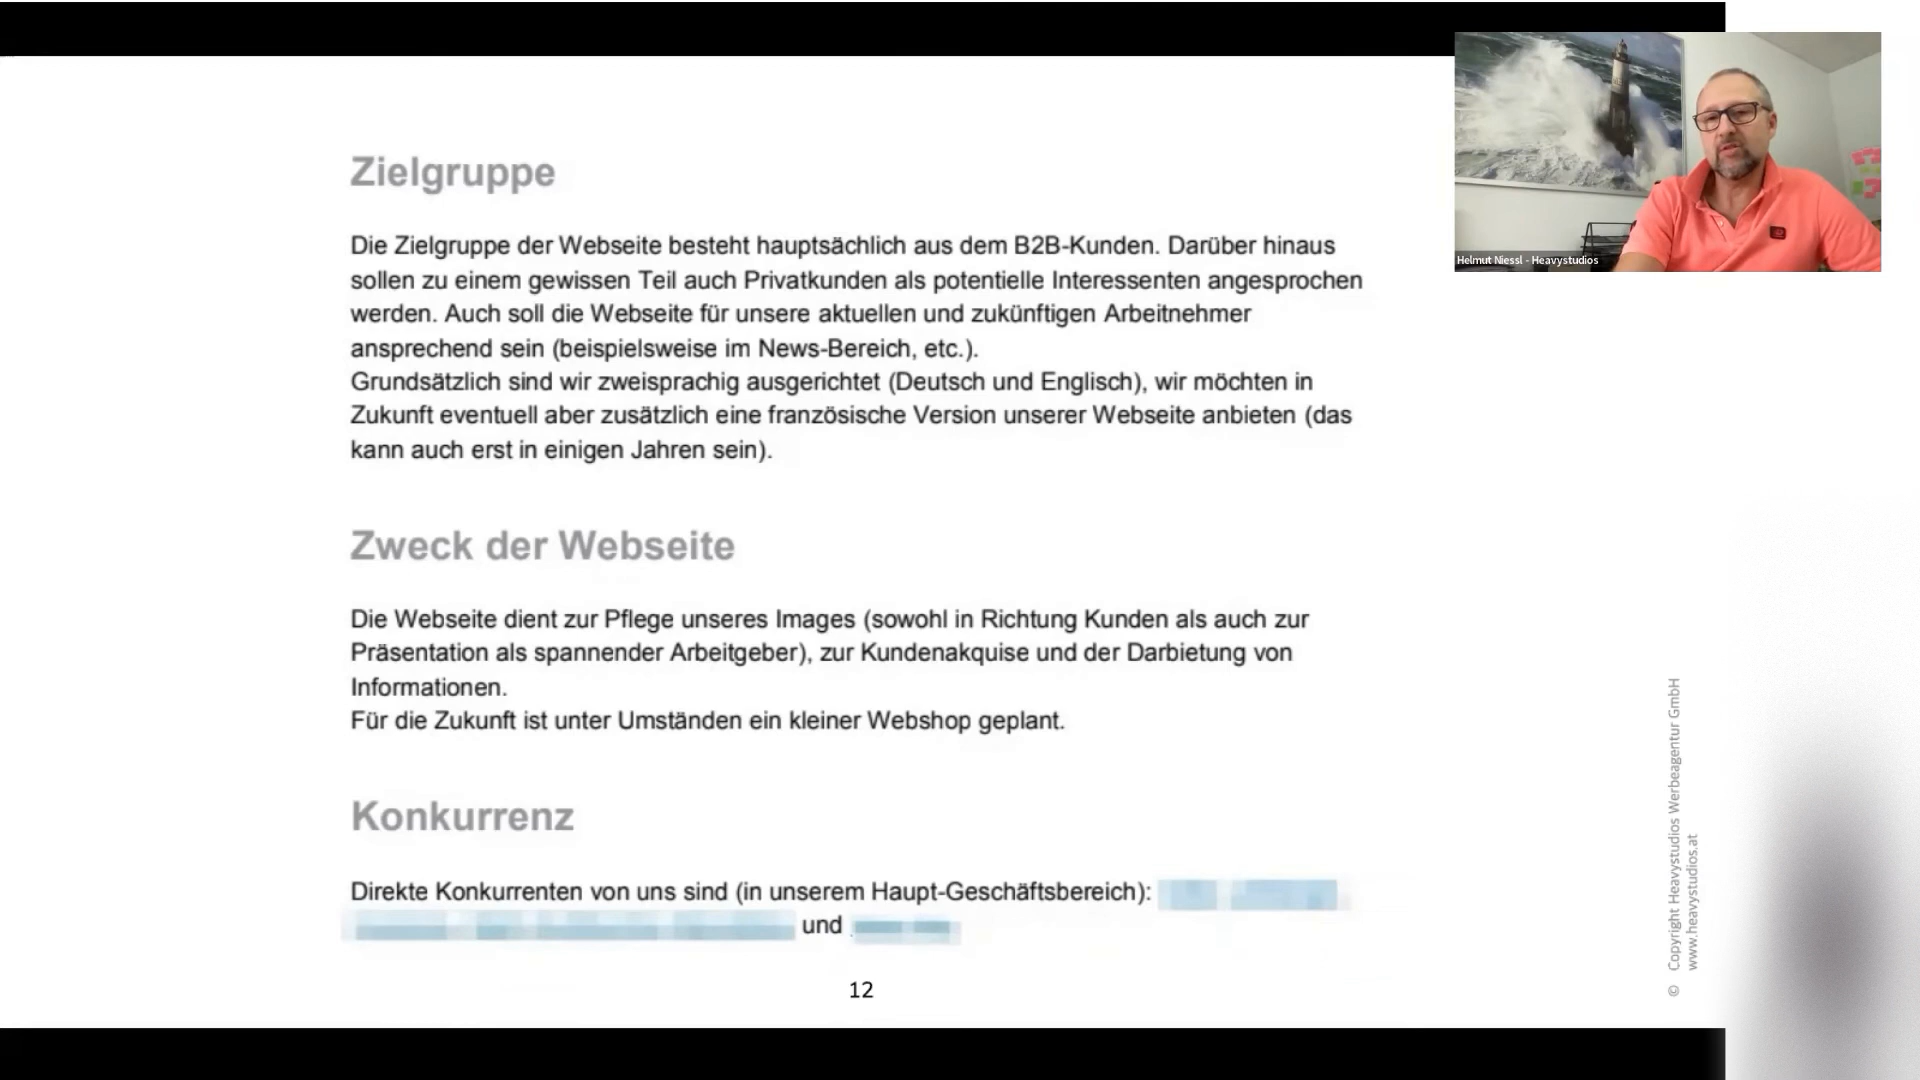 Zielgruppe
Die Zielgruppe der Webseite besteht hauptsächlich aus dem B2B-Kunden. Darüber hinaus
sollen zu einem gewissen Teil auch Privatkunden als potentielle Interessenten angesprochen
werden. Auch soll die Webseite für unsere aktuellen und zukünftigen Arbeitnehmer
ansprechend sein (beispielsweise im News-Bereich, etc.).
Grundsätzlich sind wir zweisprachig ausgerichtet (Deutsch und Englisch), wir möchten in
Zukunft eventuell aber zusätzlich eine französische Version unserer Webseite anbieten (das
kann auch erst in einigen Jahren sein).
Zweck der Webseite
Die Webseite dient zur Pflege unseres Images (sowohl in Richtung Kunden als auch zur
Präsentation als spannender Arbeitgeber), zur Kundenakquise und der Darbietung von
Informationen.
Für die Zukunft ist unter Umständen ein kleiner Webshop geplant.
Konkurrenz
Direkte Konkurrenten von uns sind (in unserem Haupt-Geschäftsbereich):
und
12
Helmut Niessl - Heavystudios
© Copyright Heavystudios Werbeagentur GmbH
www.heavystudios.at